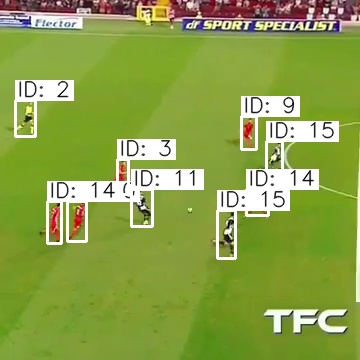 Flector
df SPORT SPECIALIST
ID: 2
ID: 9
ID: 15
ID: 3
ID: 14
ID: 11
ID: 14
ID: 15
TFC